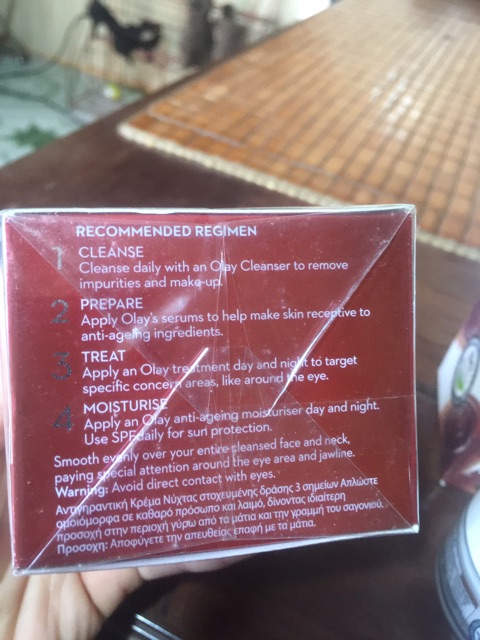 RECOMMENDED REGIMEN
1 CLEANSE
Cleanse daily with an Olay Cleanser to remove
impurities and make-up.
2 PREPARE
Apply Olay's serums to help make skin receptive to
anti-ageing ingredients.
3 TREAT
Apply an Olay treatment day and night to target
specific concern areas, like around the eye.
4 MOISTURISE
Apply an Olay anti-ageing moisturiser day and night.
Use SPF daily for sun protection.
Smooth evenly over your entire cleansed face and neck,
paying special attention around the eye area and jawline.
Warning: Avoid direct contact with eyes.
Αντιγηραντική Κρέμα Νύχτας στοχευμένης δράσης 3 σημείων Απλώστε
ομοιόμορφα σε καθαρό πρόσωπο και λαιμό, δίνοντας ιδιαίτερη
προσοχή στην περιοχή γύρω από τα μάτια και την γραμμή του σαγονιού.
Προσοχή: Αποφύγετε την απευθείας επαφή με τα μάτια.